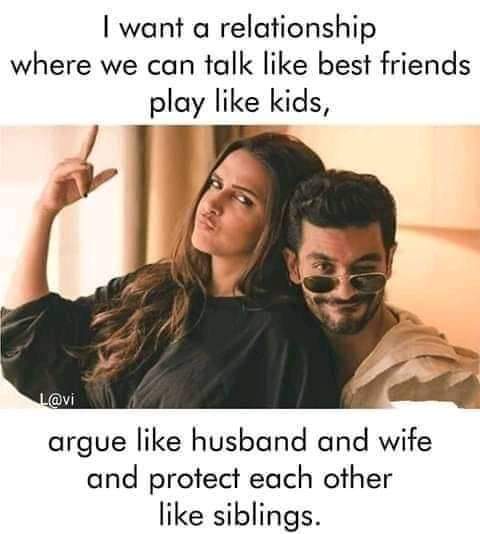 I want a relationship
where we can talk like best friends
play like kids,
L@vi
argue like husband and wife
and protect each other
like siblings.